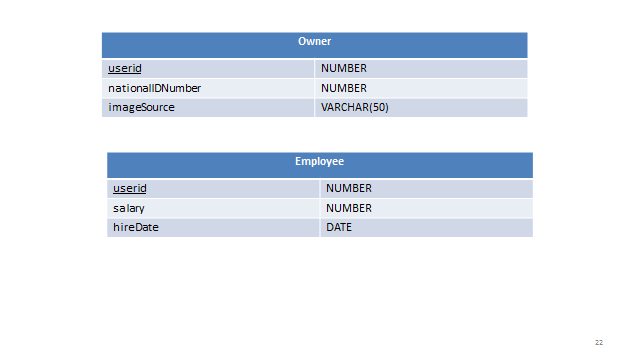 Owner
userid NUMBER
nationalIDNumber NUMBER
imageSource VARCHAR(50)
Employee
userid NUMBER
salary NUMBER
hireDate DATE
22